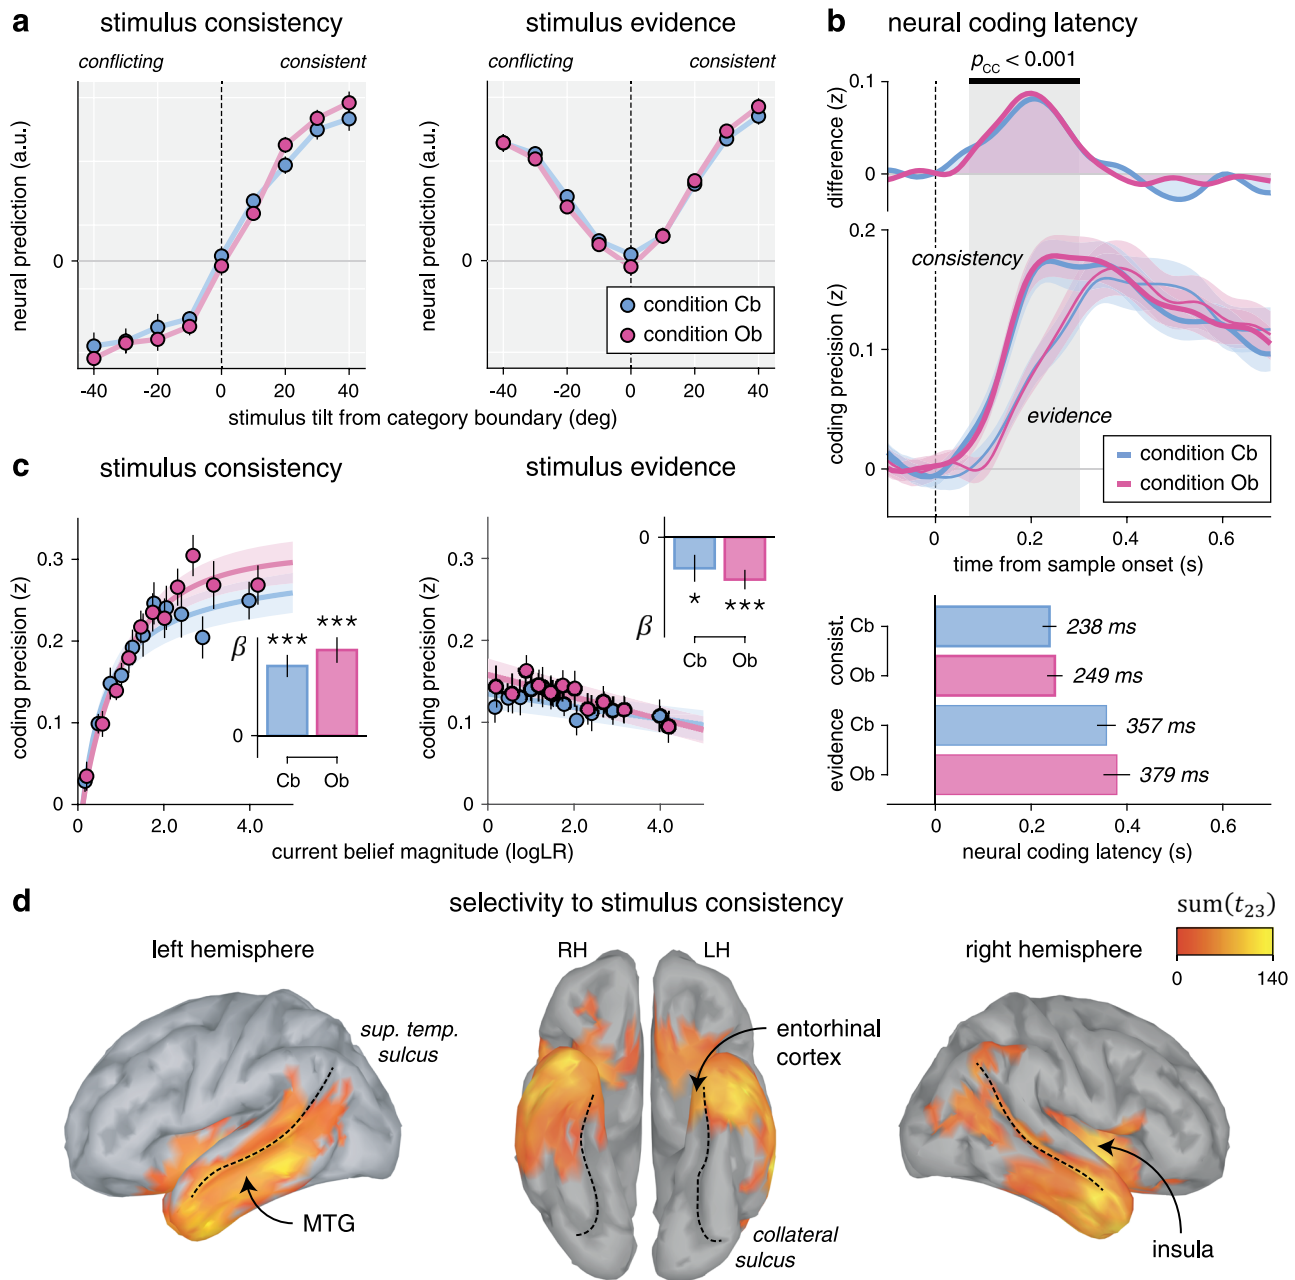 a
stimulus consistency
stimulus evidence
conflicting
consistent
conflicting
consistent
neural prediction (a.u.)
0
-40
-20
0
20
40
neural prediction (a.u.)
0
-40
-20
0
20
40
condition Cb
condition Ob
stimulus tilt from category boundary (deg)
b
neural coding latency
pCC < 0.001
difference (z)
0.1
0
coding precision (z)
0.2
0.1
0
consistency
evidence
condition Cb
condition Ob
0
0.2
0.4
0.6
time from sample onset (s)
consist.
Cb
238 ms
Ob
249 ms
evidence
Cb
357 ms
Ob
379 ms
0
0.2
0.4
0.6
neural coding latency (s)
c
stimulus consistency
stimulus evidence
coding precision (z)
0.3
0.2
0.1
0
0
2.0
4.0
β
0
***
***
Cb
Ob
coding precision (z)
0.3
0.2
0.1
0
0
2.0
4.0
0
β
*
***
Cb
Ob
current belief magnitude (logLR)
d
selectivity to stimulus consistency
sum(t23)
0
140
left hemisphere
RH
LH
right hemisphere
sup. temp.
sulcus
MTG
entorhinal
cortex
collateral
sulcus
insula